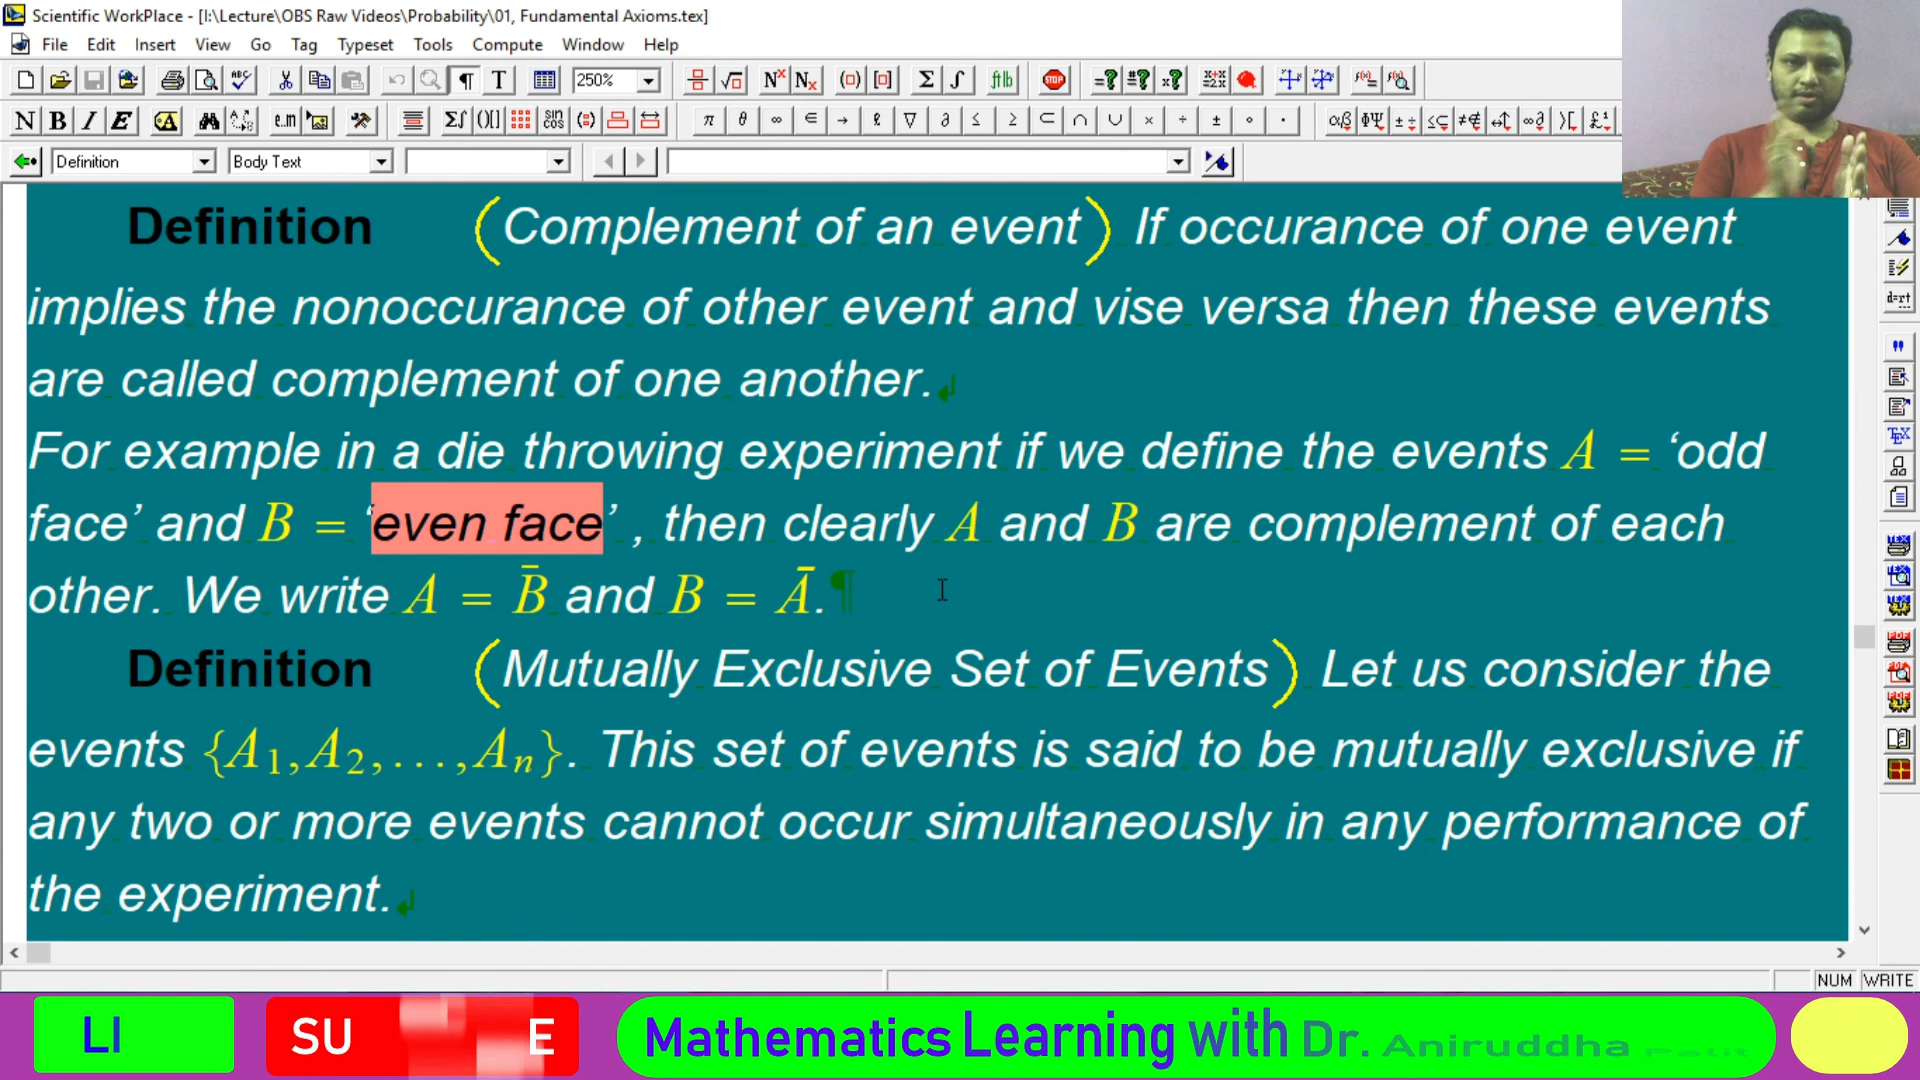 Scientific WorkPlace - [I:\Lecture\OBS Raw Videos\Probability\01, Fundamental Axioms.tex]
File Edit Insert View Go Tag Typeset Tools Compute Window Help
250%
Definition Body Text
Definition (Complement of an event) If occurance of one event
implies the nonoccurance of other event and vise versa then these events
are called complement of one another.
For example in a die throwing experiment if we define the events A = ‘odd
face’ and B = ‘even face’ , then clearly A and B are complement of each
other. We write A = B̄ and B = Ā.¶
Definition (Mutually Exclusive Set of Events) Let us consider the
events {A₁,A₂,...,Aₙ}. This set of events is said to be mutually exclusive if
any two or more events cannot occur simultaneously in any performance of
the experiment.
NUM WRITE
LI SU E Mathematics Learning with Dr. Aniruddha Palit